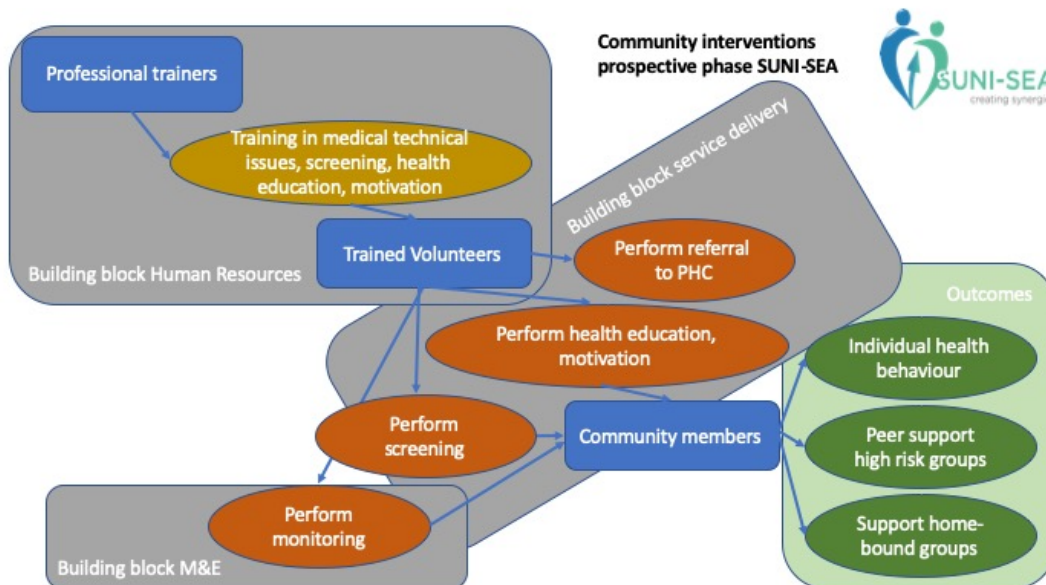 Community interventions
prospective phase SUNI-SEA
SUNI-SEA
creating synergie
Professional trainers
Training in medical technical
issues, screening, health
education, motivation
Building block service delivery
Trained Volunteers
Building block Human Resources
Perform referral
to PHC
Outcomes
Perform health education,
motivation
Individual health
behaviour
Perform
screening
Community members
Peer support
high risk groups
Perform
monitoring
Support home-
bound groups
Building block M&E